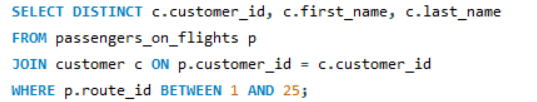 SELECT DISTINCT c.customer_id, c.first_name, c.last_name
FROM passengers_on_flights p
JOIN customer c ON p.customer_id = c.customer_id
WHERE p.route_id BETWEEN 1 AND 25;